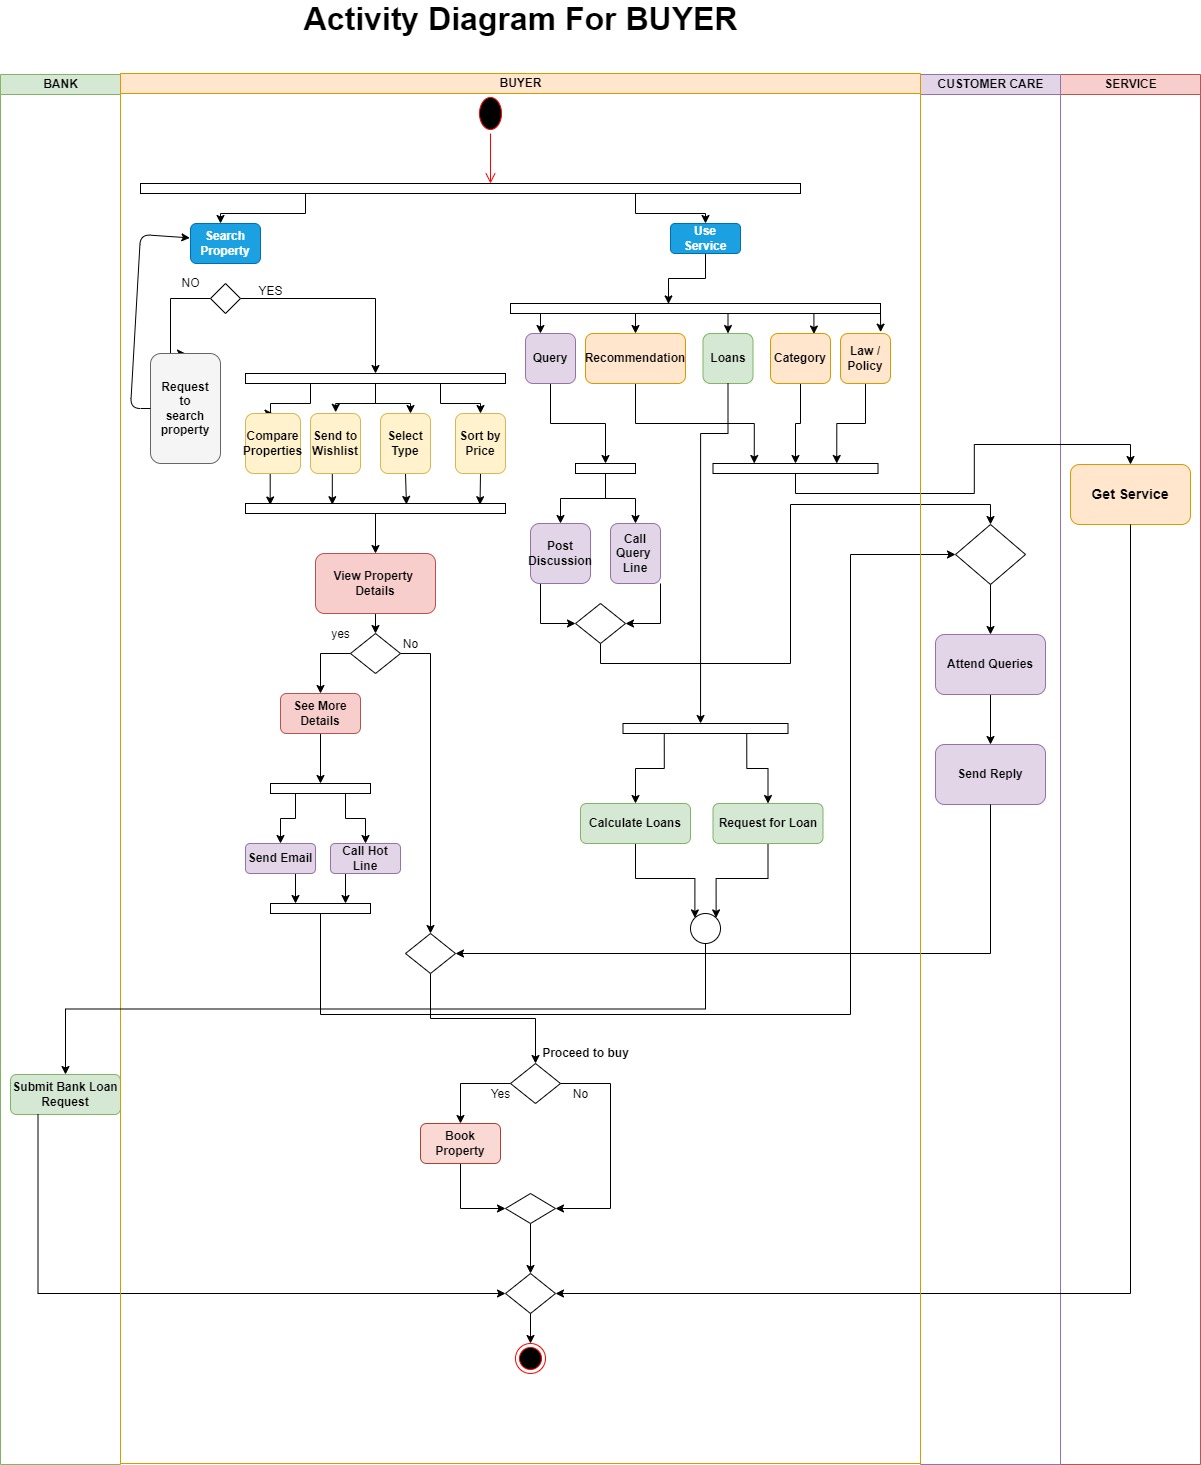 Activity Diagram For BUYER
BANK
BUYER
CUSTOMER CARE
SERVICE
Search
Property
Use
Service
NO
YES
Query
Recommendation
Loans
Category
Law /
Policy
Request
to
search
property
Compare
Properties
Send to
Wishlist
Select
Type
Sort by
Price
Get Service
Post
Discussion
Call
Query
Line
View Property
Details
yes
No
Attend Queries
See More
Details
Send Reply
Calculate Loans
Request for Loan
Send Email
Call Hot
Line
Proceed to buy
Submit Bank Loan
Request
Yes
No
Book
Property